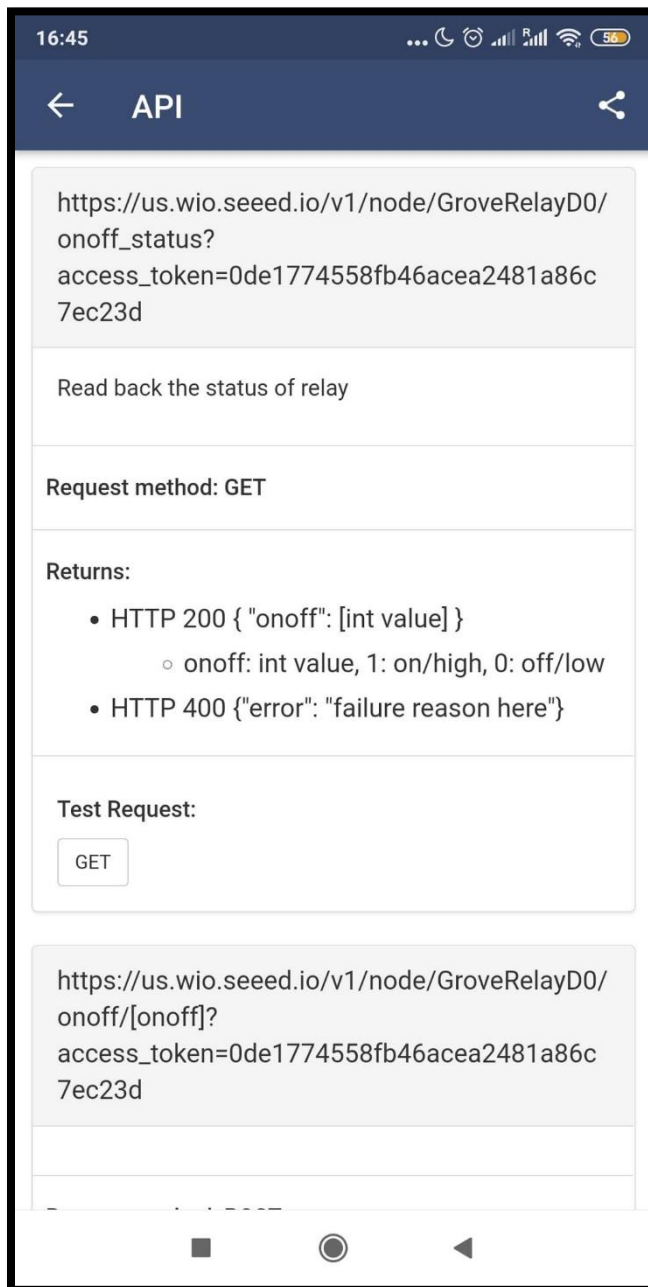 16:45
R
56
API
https://us.wio.seeed.io/v1/node/GroveRelayD0/
onoff_status?
access_token=0de1774558fb46acea2481a86c
7ec23d
Read back the status of relay
Request method: GET
Returns:
• HTTP 200 { "onoff": [int value] }
◦ onoff: int value, 1: on/high, 0: off/low
• HTTP 400 {"error": "failure reason here"}
Test Request:
GET
https://us.wio.seeed.io/v1/node/GroveRelayD0/
onoff/[onoff]?
access_token=0de1774558fb46acea2481a86c
7ec23d